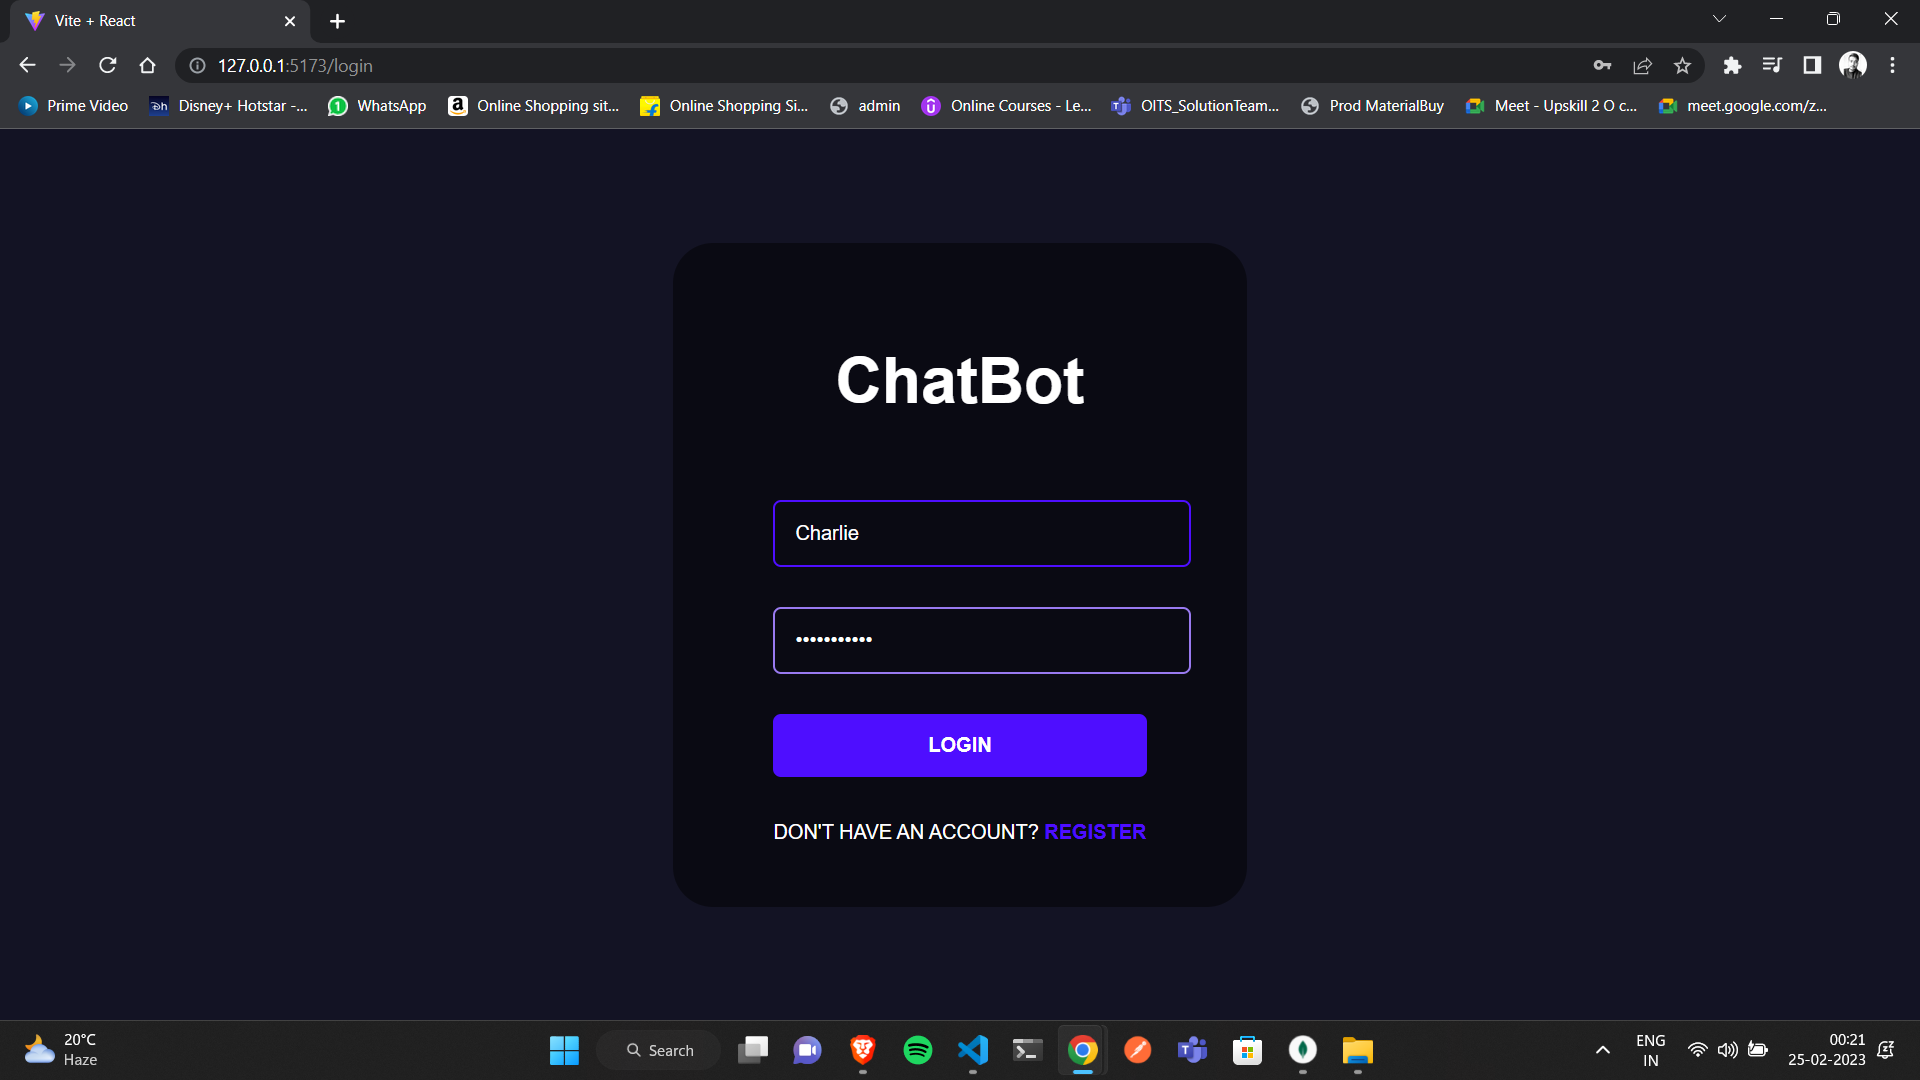 Vite + React
127.0.0.1:5173/login
Prime Video Disney+ Hotstar -... WhatsApp Online Shopping sit... Online Shopping Si... admin Online Courses - Le... OITS_SolutionTeam... Prod MaterialBuy Meet - Upskill 2 O c... meet.google.com/z...
ChatBot
Charlie
•••••••••••
LOGIN
DON'T HAVE AN ACCOUNT? REGISTER
20°C
Haze
Search
ENG
IN
00:21
25-02-2023